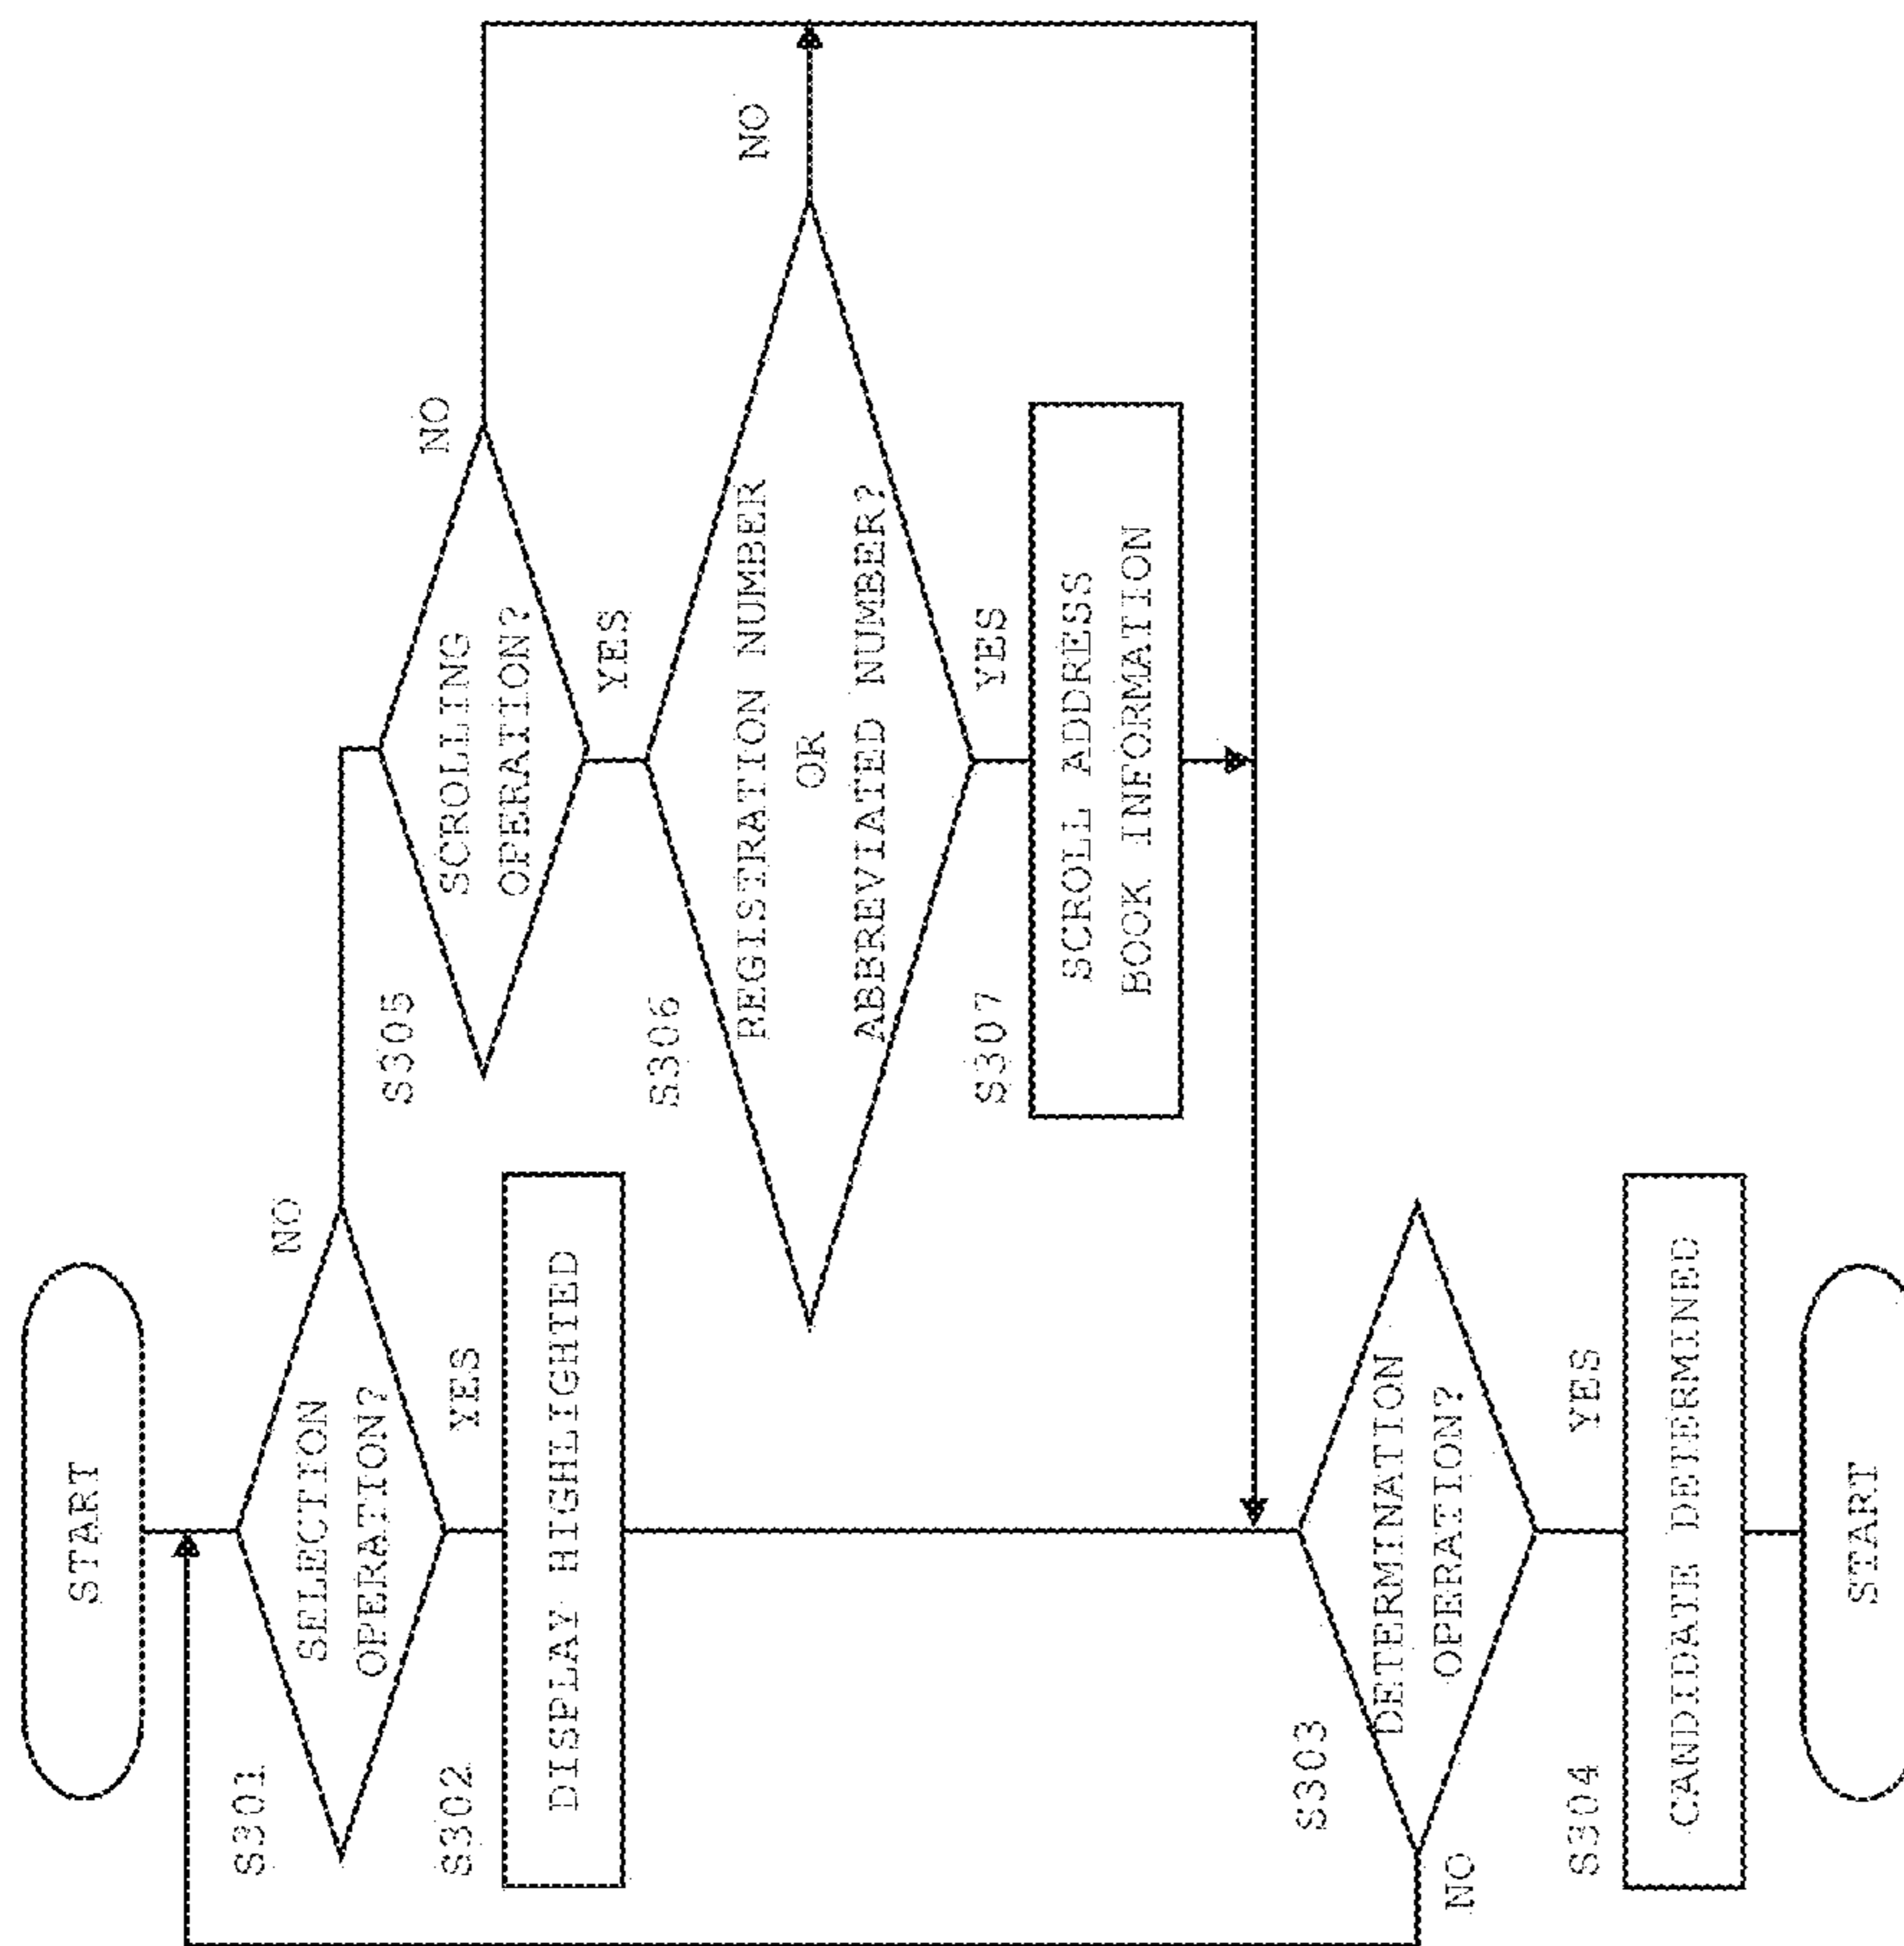 START
S301
SELECTION
OPERATION?
NO
YES
S302
DISPLAY HIGHLIGHTED
S305
SCROLLING
OPERATION?
NO
YES
S306
REGISTRATION NUMBER
OR
ABBREVIATED NUMBER?
NO
YES
S307
SCROLL ADDRESS
BOOK INFORMATION
S303
DETERMINATION
OPERATION?
NO
YES
S304
CANDIDATE DETERMINED
START